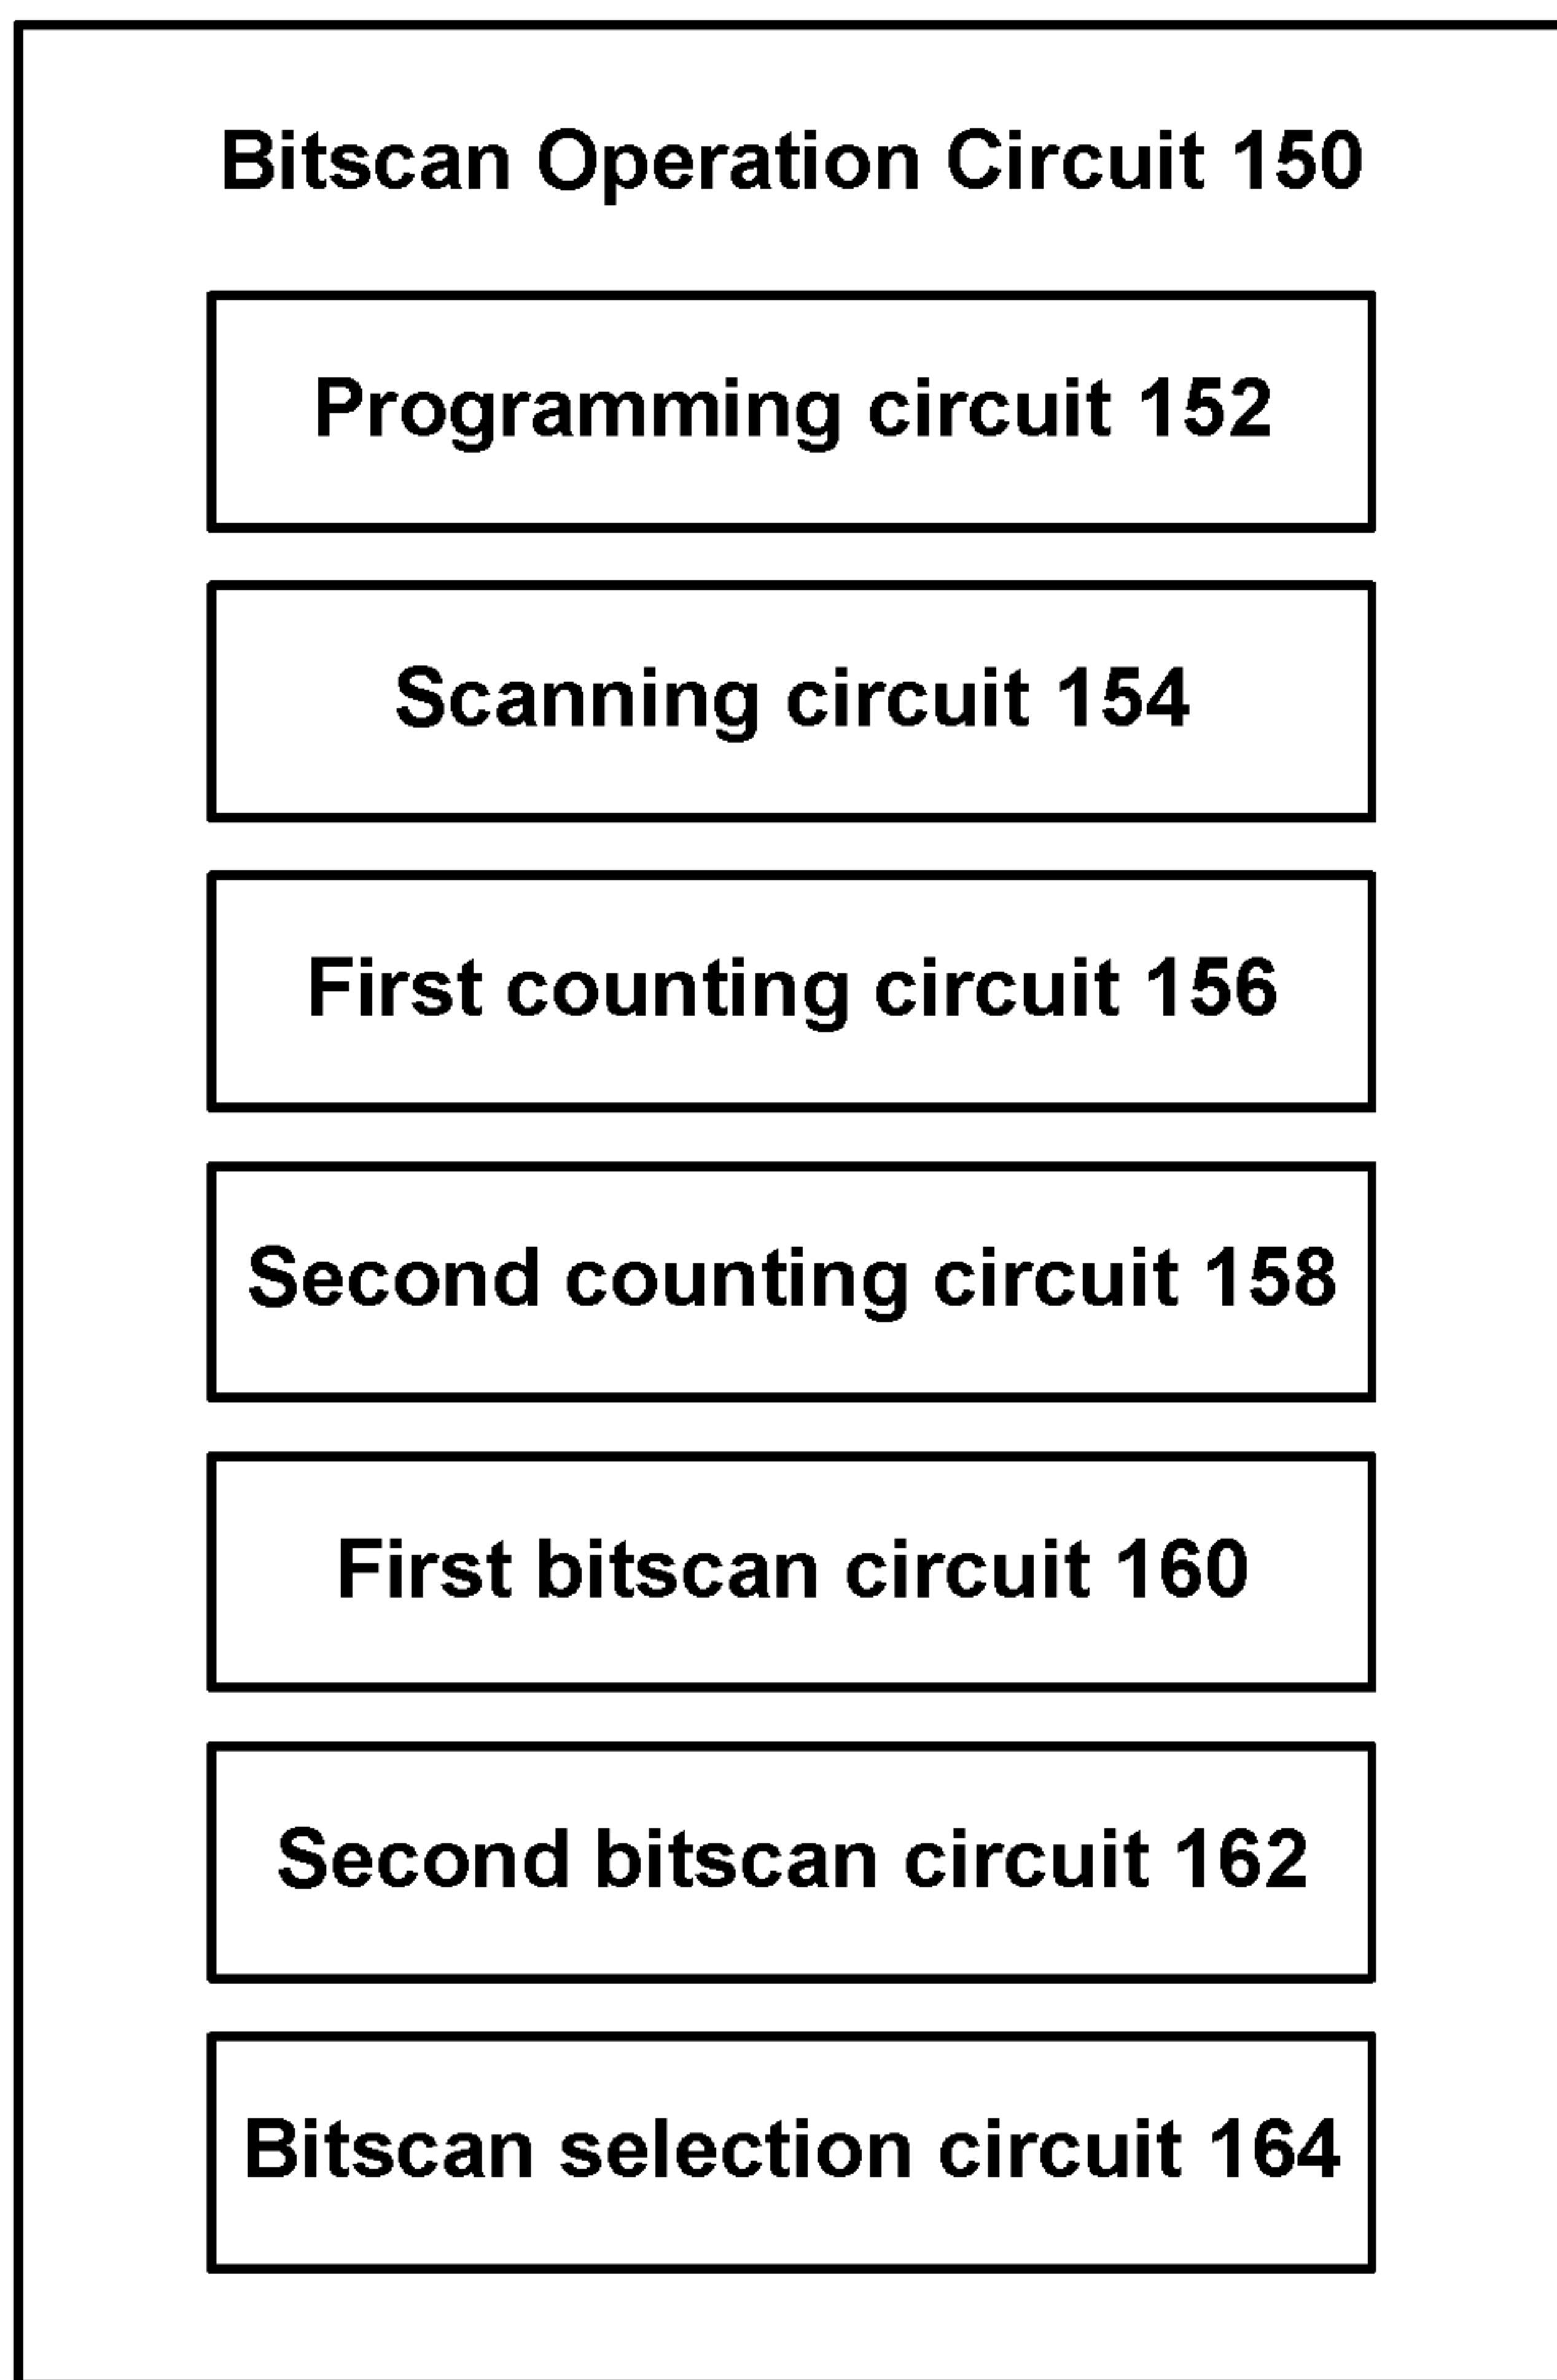 Bitscan Operation Circuit 150
Programming circuit 152
Scanning circuit 154
First counting circuit 156
Second counting circuit 158
First bitscan circuit 160
Second bitscan circuit 162
Bitscan selection circuit 164